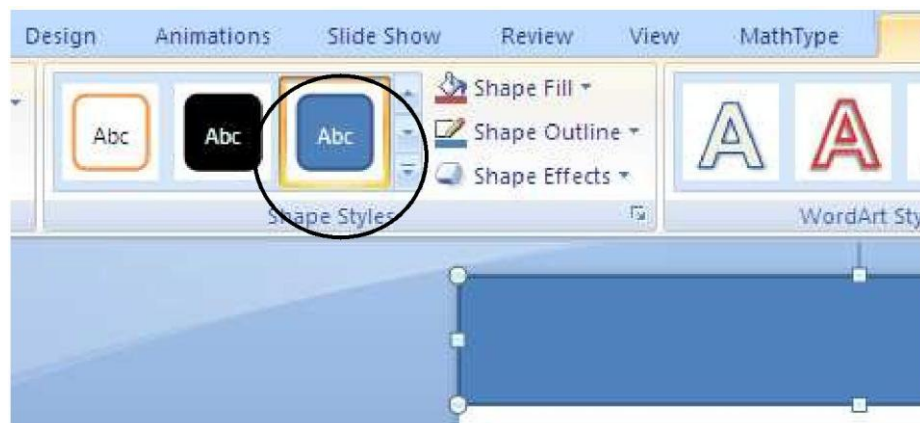 Design Animations Slide Show Review View MathType
Abc Abc Abc
Shape Fill
Shape Outline
Shape Effects
A A
Shape Styles
WordArt